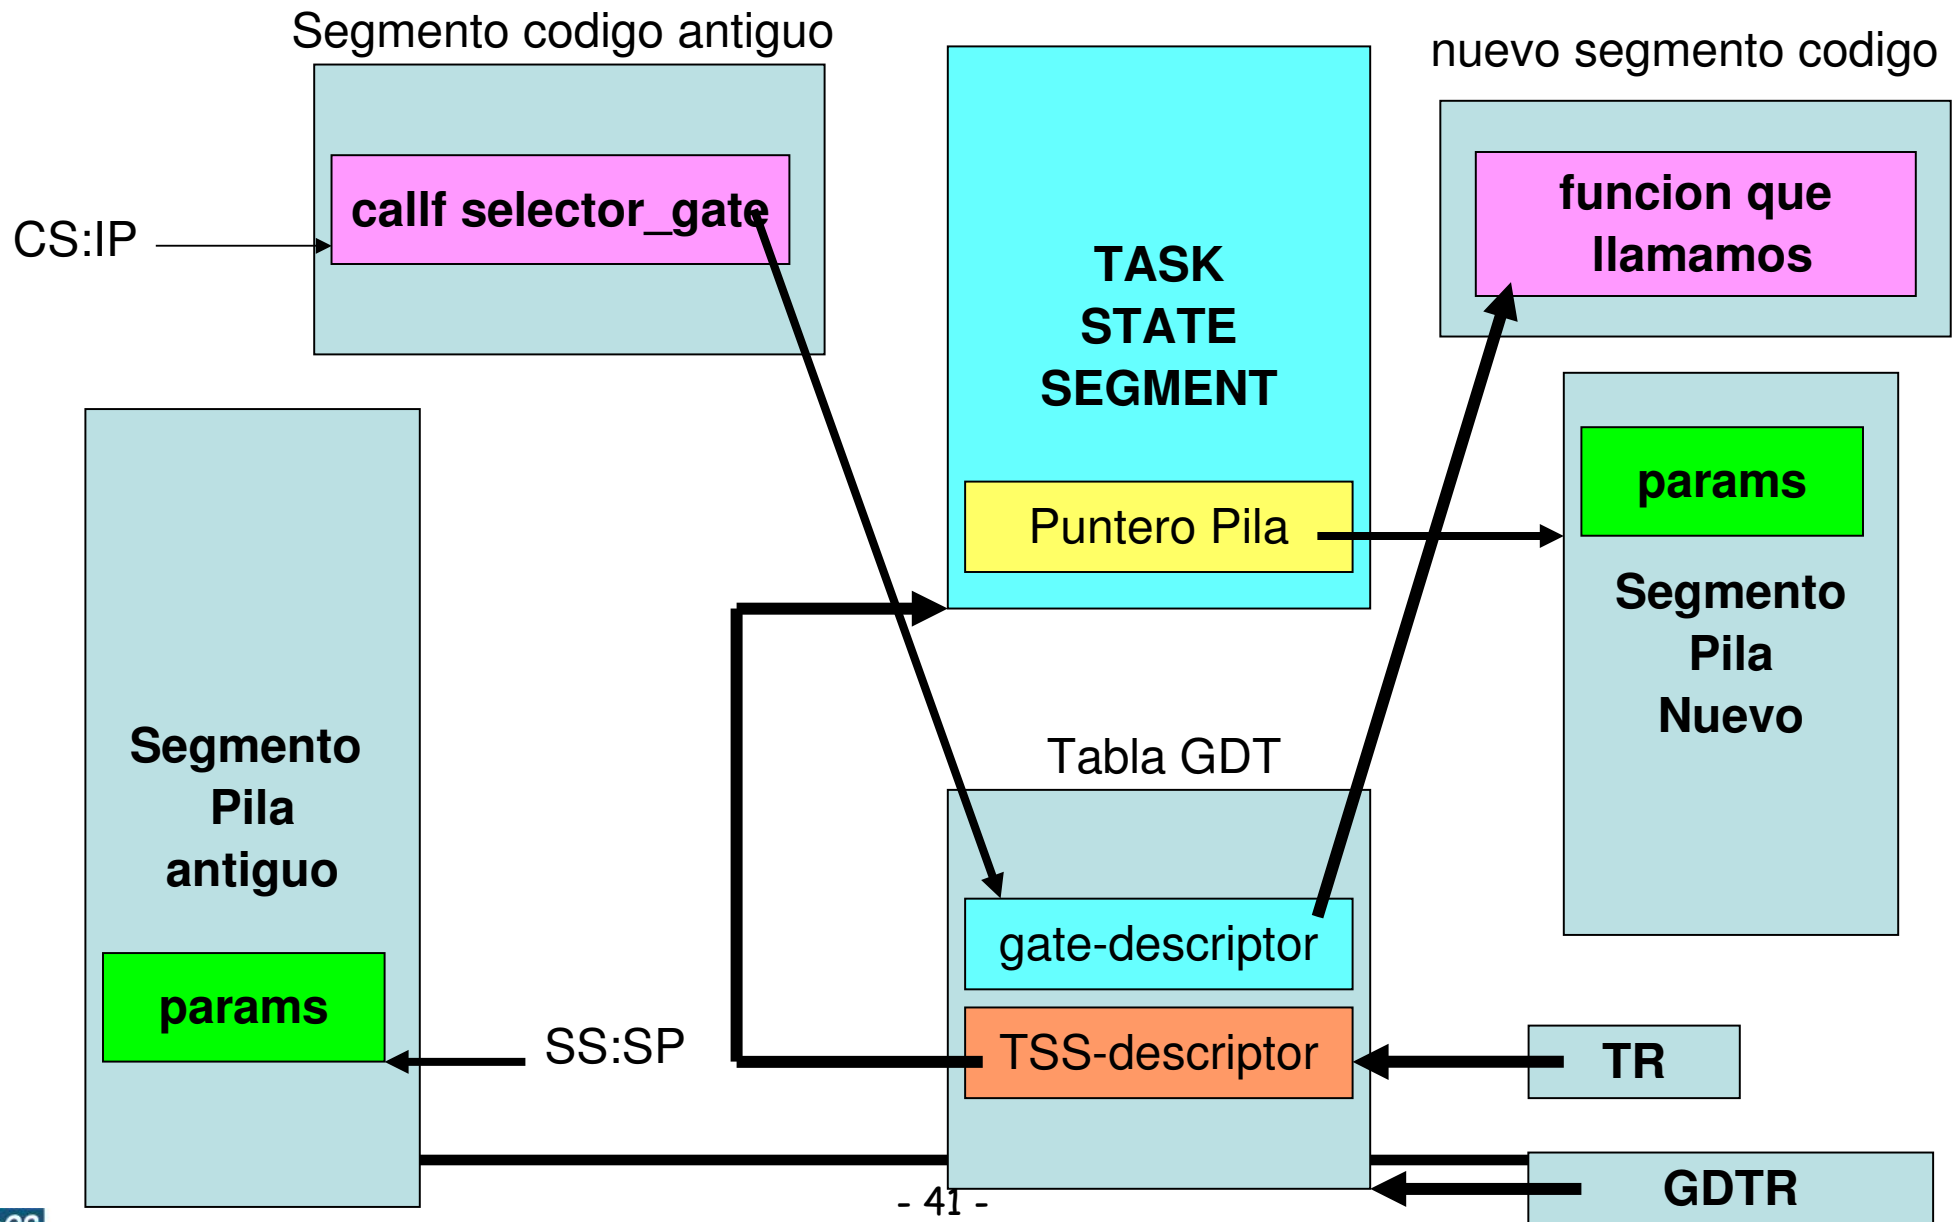 Segmento codigo antiguo
nuevo segmento codigo
callf selector_gate
funcion que
llamamos
CS:IP
TASK
STATE
SEGMENT
Puntero Pila
params
Segmento
Pila
Nuevo
Segmento
Pila
antiguo
params
SS:SP
Tabla GDT
gate-descriptor
TSS-descriptor
TR
GDTR
- 41 -